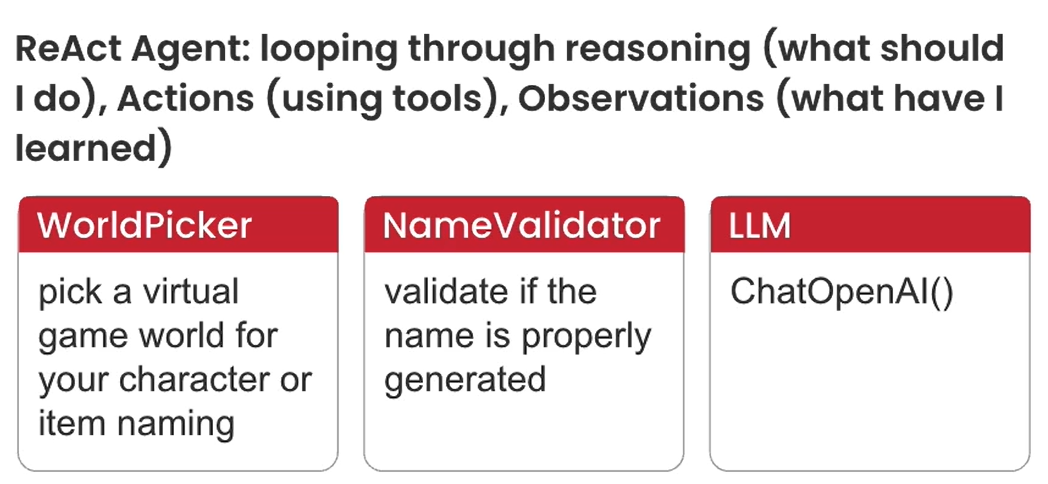 ReAct Agent: looping through reasoning (what should
I do), Actions (using tools), Observations (what have I
learned)
WorldPicker
pick a virtual
game world for
your character or
item naming
NameValidator
validate if the
name is properly
generated
LLM
ChatOpenAI()